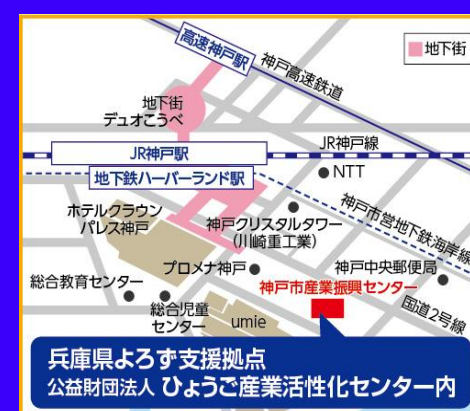 高速神戸駅
神戸高速鉄道
地下街
地下街
デュオこうべ
JR神戸線
JR神戸駅
NTT
地下鉄ハーバーランド駅
神戸市営地下鉄海岸線
ホテルクラウン
パレス神戸
神戸クリスタルタワー
(川崎重工業)
プロメナ神戸
神戸中央郵便局
総合教育センター
神戸市産業振興センター
総合児童
センター
umie
国道2号線
兵庫県よろず支援拠点
公益財団法人 ひょうご産業活性化センター内